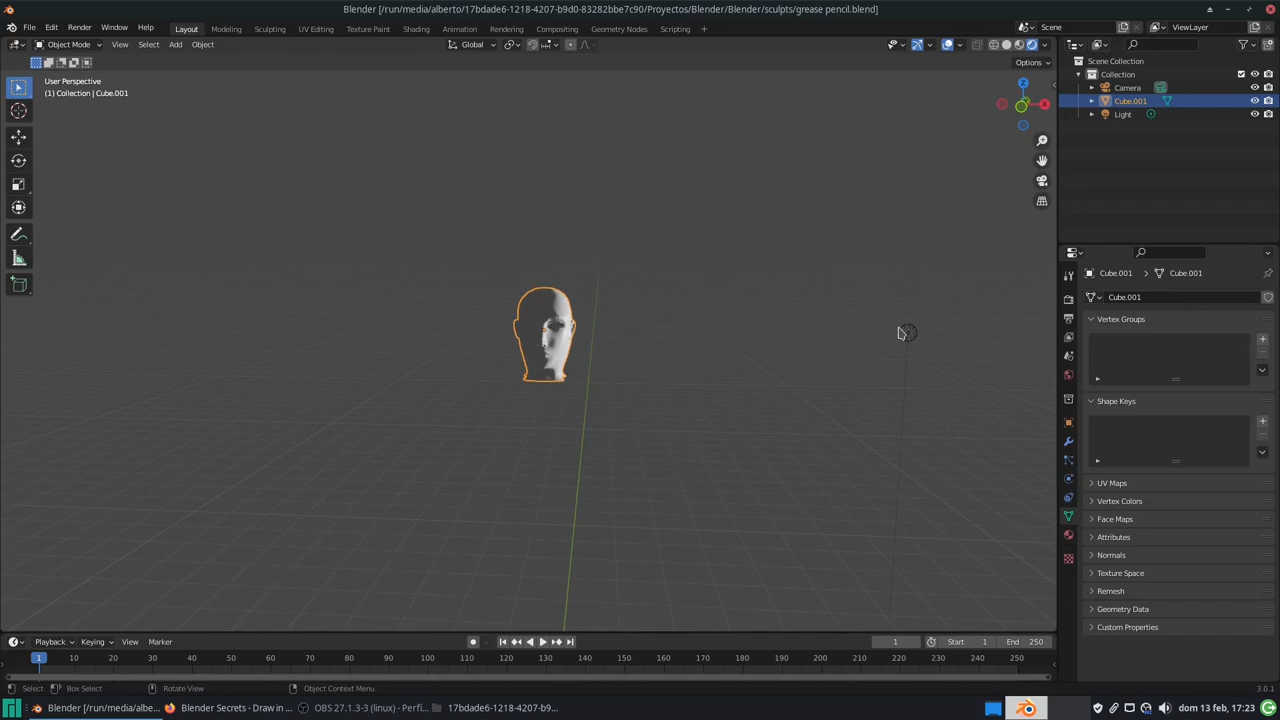 Blender [/run/media/alberto/17bdade6-1218-4207-b9d0-83282bbe7c90/Proyectos/Blender/Blender/sculpts/grease pencil.blend]
File Edit Render Window Help Layout Modeling Sculpting UV Editing Texture Paint Shading Animation Rendering Compositing Geometry Nodes Scripting + Scene ViewLayer
Object Mode View Select Add Object Global
Options
User Perspective
(1) Collection | Cube.001
Z
Scene Collection
Collection
Camera
Cube.001
Light
Cube.001 Cube.001
Cube.001
Vertex Groups
Shape Keys
UV Maps
Vertex Colors
Face Maps
Attributes
Normals
Texture Space
Remesh
Geometry Data
Custom Properties
Playback Keying View Marker 1 Start 1 End 250
1 10 20 30 40 50 60 70 80 90 100 110 120 130 140 150 160 170 180 190 200 210 220 230 240 250
Select Box Select Rotate View Object Context Menu 3.0.1
Blender [/run/media/albe... Blender Secrets - Draw in ... OBS 27.1.3-3 (linux) - Perfi... 17bdade6-1218-4207-b9... dom 13 feb, 17:23